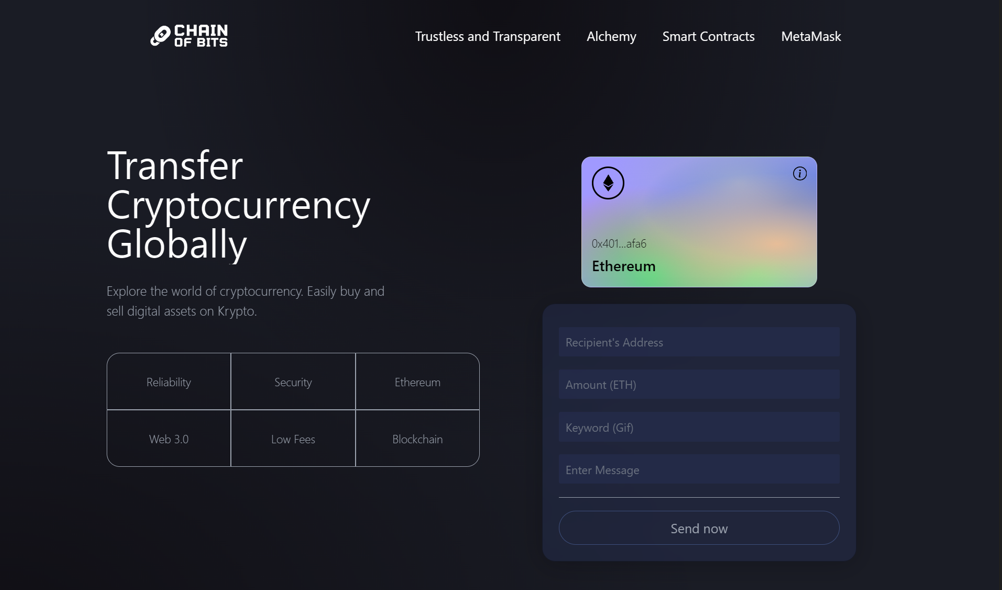 CHAIN
OF BITS
Trustless and Transparent
Alchemy
Smart Contracts
MetaMask
Transfer
Cryptocurrency
Globally
Explore the world of cryptocurrency. Easily buy and
sell digital assets on Krypto.
Reliability
Security
Ethereum
Web 3.0
Low Fees
Blockchain
i
0x401...afa6
Ethereum
Recipient's Address
Amount (ETH)
Keyword (Gif)
Enter Message
Send now